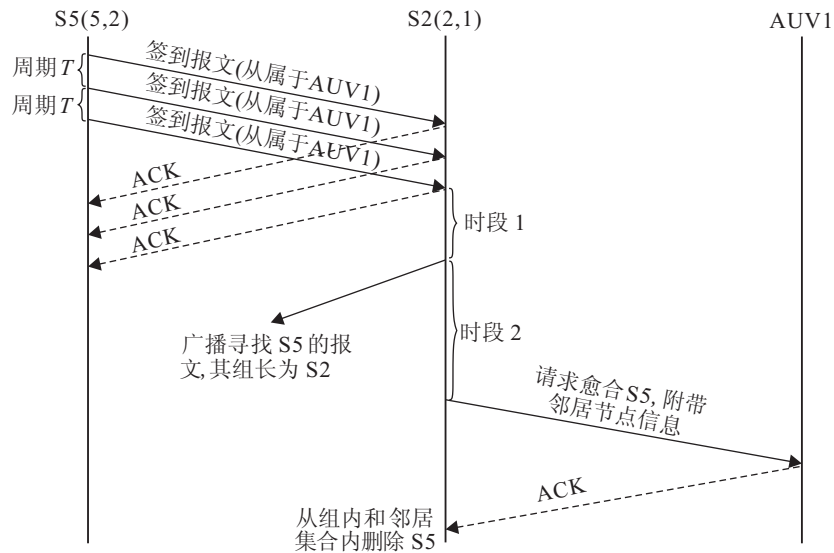 S5(5,2)
S2(2,1)
AUV1
周期T
签到报文(从属于AUV1)
周期T
签到报文(从属于AUV1)
签到报文(从属于AUV1)
ACK
ACK
ACK
时段 1
时段 2
广播寻找 S5 的报
文,其组长为 S2
请求愈合S5, 附带
邻居节点信息
ACK
从组内和邻居
集合内删除 S5